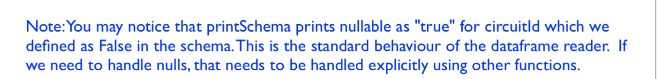 Note: You may notice that printSchema prints nullable as "true" for circuitId which we
defined as False in the schema. This is the standard behaviour of the dataframe reader.  If
we need to handle nulls, that needs to be handled explicitly using other functions.